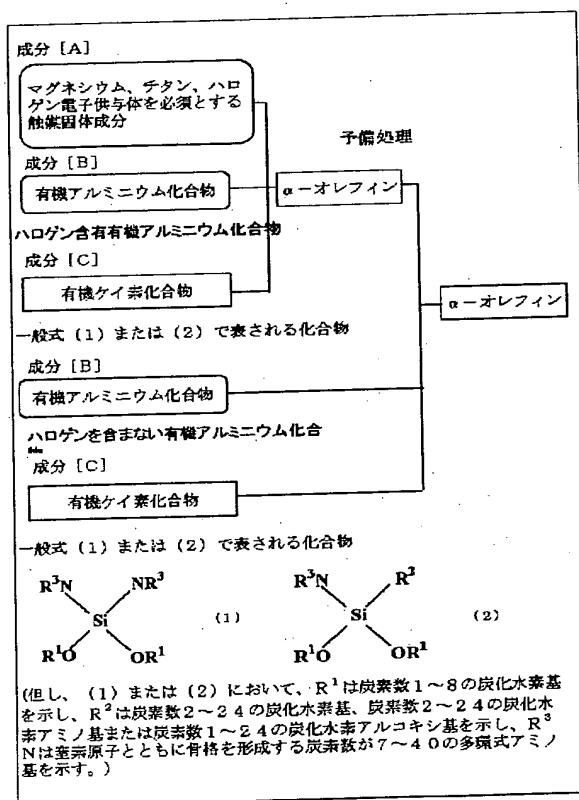 成分［A］
マグネシウム、チタン、ハロ
ゲン電子供与体を必須とする
触媒固体成分
予備処理
成分［B］
有機アルミニウム化合物
α－オレフィン
ハロゲン含有有機アルミニウム化合物
成分［C］
有機ケイ素化合物
α－オレフィン
一般式（1）または（2）で表される化合物
成分［B］
有機アルミニウム化合物
ハロゲンを含まない有機アルミニウム化合
成分［C］
有機ケイ素化合物
一般式（1）または（2）で表される化合物
R³N NR³ R³N R²
Si （1） Si （2）
R¹O OR¹ R¹O OR¹
(但し、（1）または（2）において、R¹は炭素数1～8の炭化水素基
を示し、R²は炭素数2～24の炭化水素基、炭素数2～24の炭化水
素アミノ基または炭素数1～24の炭化水素アルコキシ基を示し、R³
Nは窒素原子とともに骨格を形成する炭素数が7～40の多環式アミノ
基を示す。）